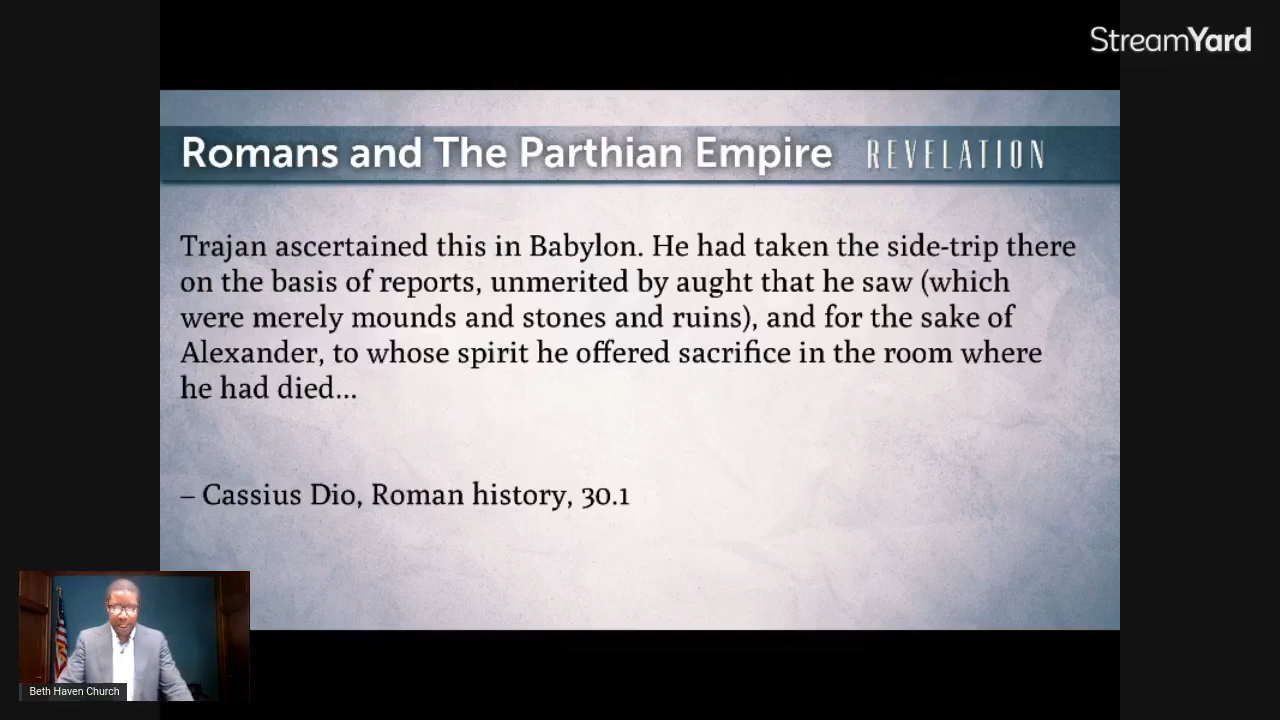 StreamYard
Romans and The Parthian Empire REVELATION
Trajan ascertained this in Babylon. He had taken the side-trip there
on the basis of reports, unmerited by aught that he saw (which
were merely mounds and stones and ruins), and for the sake of
Alexander, to whose spirit he offered sacrifice in the room where
he had died...
– Cassius Dio, Roman history, 30.1
Beth Haven Church